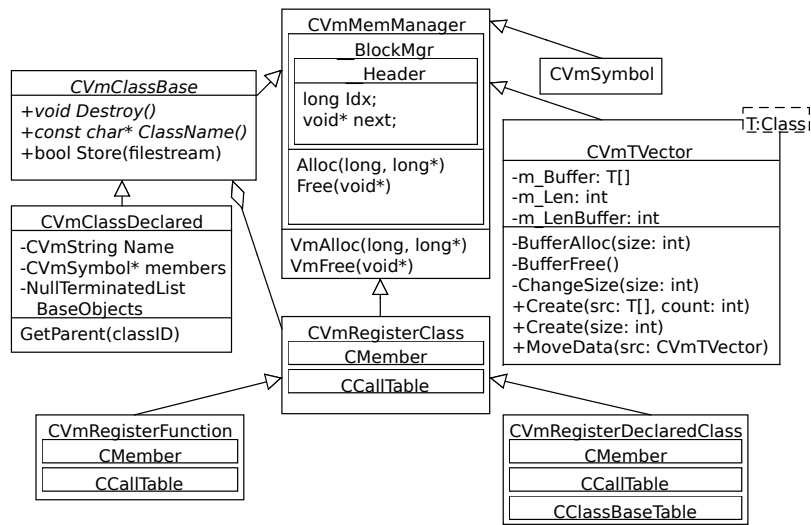 CVmMemManager
__BlockMgr
__Header
long Idx;
void* next;
Alloc(long, long*)
Free(void*)
VmAlloc(long, long*)
VmFree(void*)
CVmClassBase
+void Destroy()
+const char* ClassName()
+bool Store(filestream)
CVmSymbol
T:Class
CVmTVector
-m_Buffer: T[]
-m_Len: int
-m_LenBuffer: int
-BufferAlloc(size: int)
-BufferFree()
-ChangeSize(size: int)
+Create(src: T[], count: int)
+Create(size: int)
+MoveData(src: CVmTVector)
CVmClassDeclared
-CVmString Name
-CVmSymbol* members
-NullTerminatedList
BaseObjects
GetParent(classID)
CVmRegisterClass
CMember
CCallTable
CVmRegisterFunction
CMember
CCallTable
CVmRegisterDeclaredClass
CMember
CCallTable
CClassBaseTable